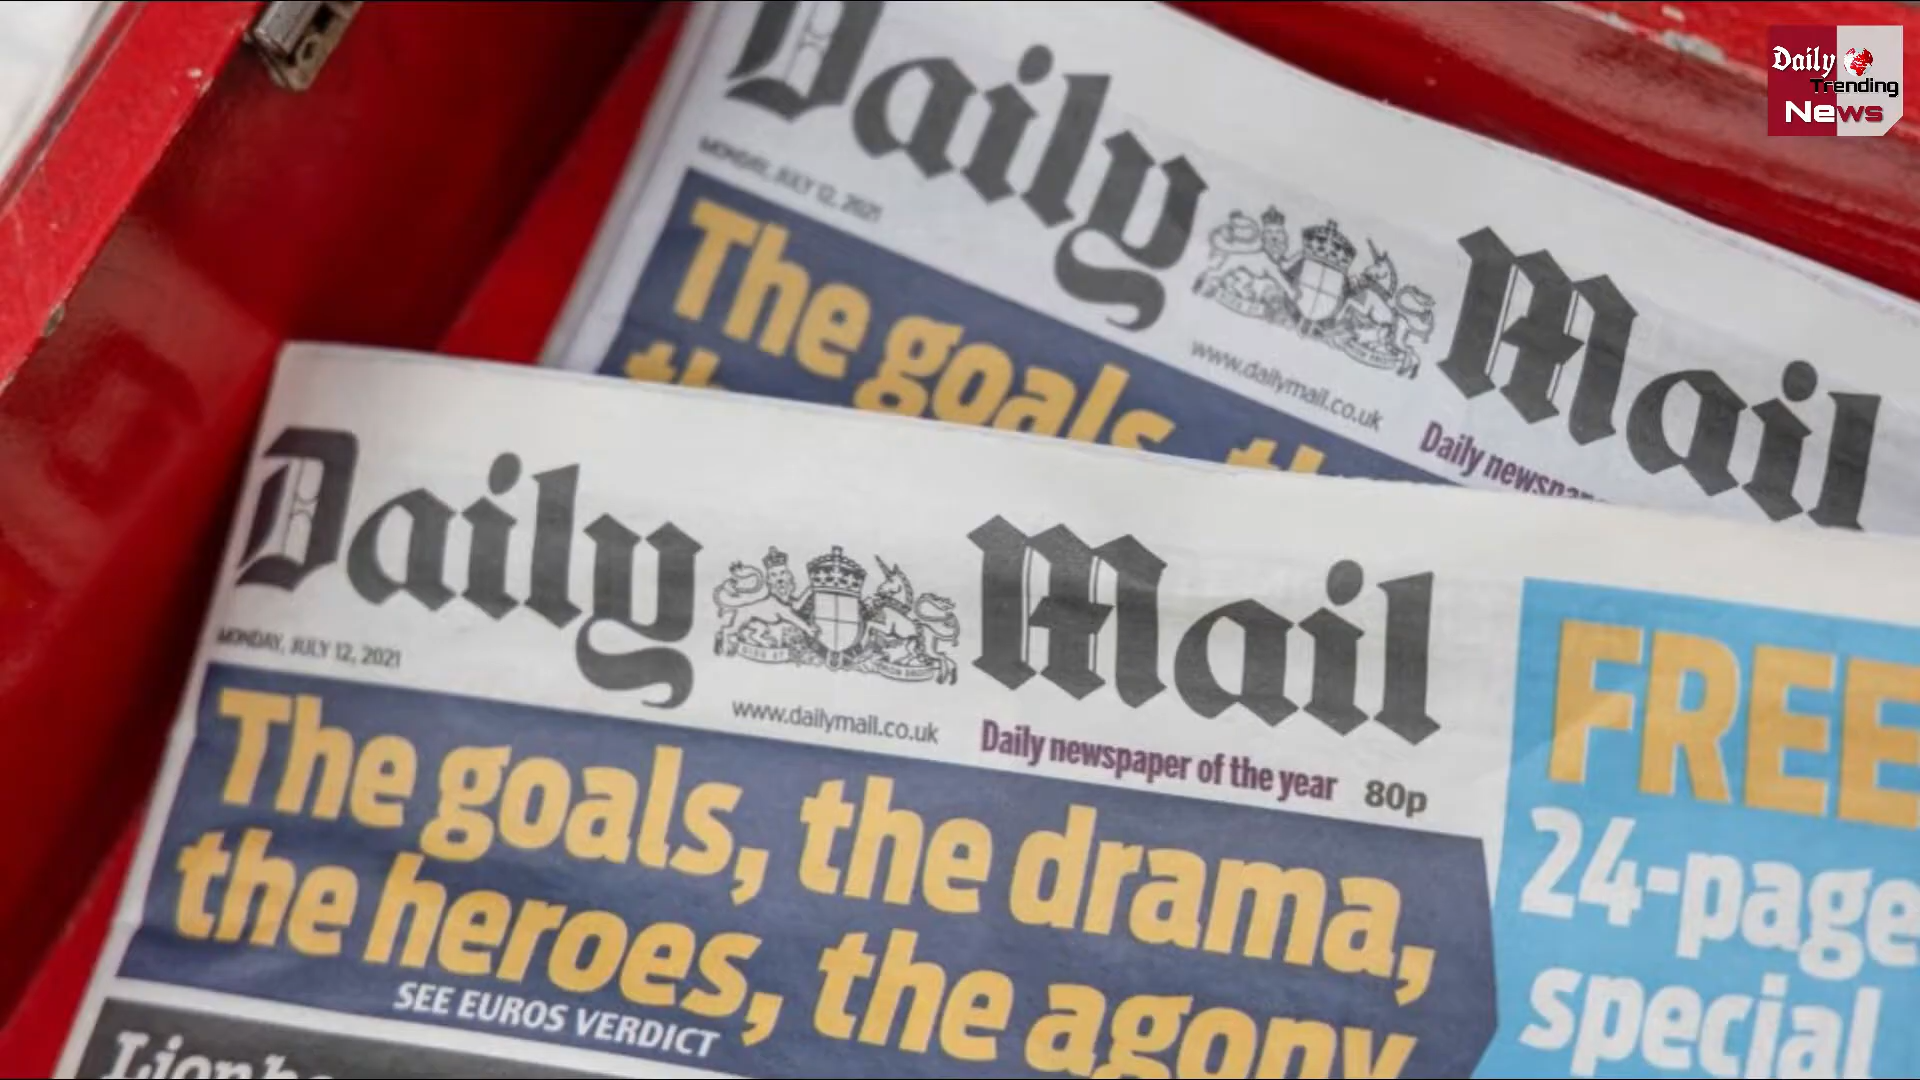 Daily
Trending
News
Daily Mail
MONDAY, JULY 12, 2021
The goals, th
www.dailymail.co.uk
Daily newspap
Daily Mail
MONDAY, JULY 12, 2021
www.dailymail.co.uk
Daily newspaper of the year 80p
The goals, the drama,
the heroes, the agony
SEE EUROS VERDICT
FREE
24-page
special